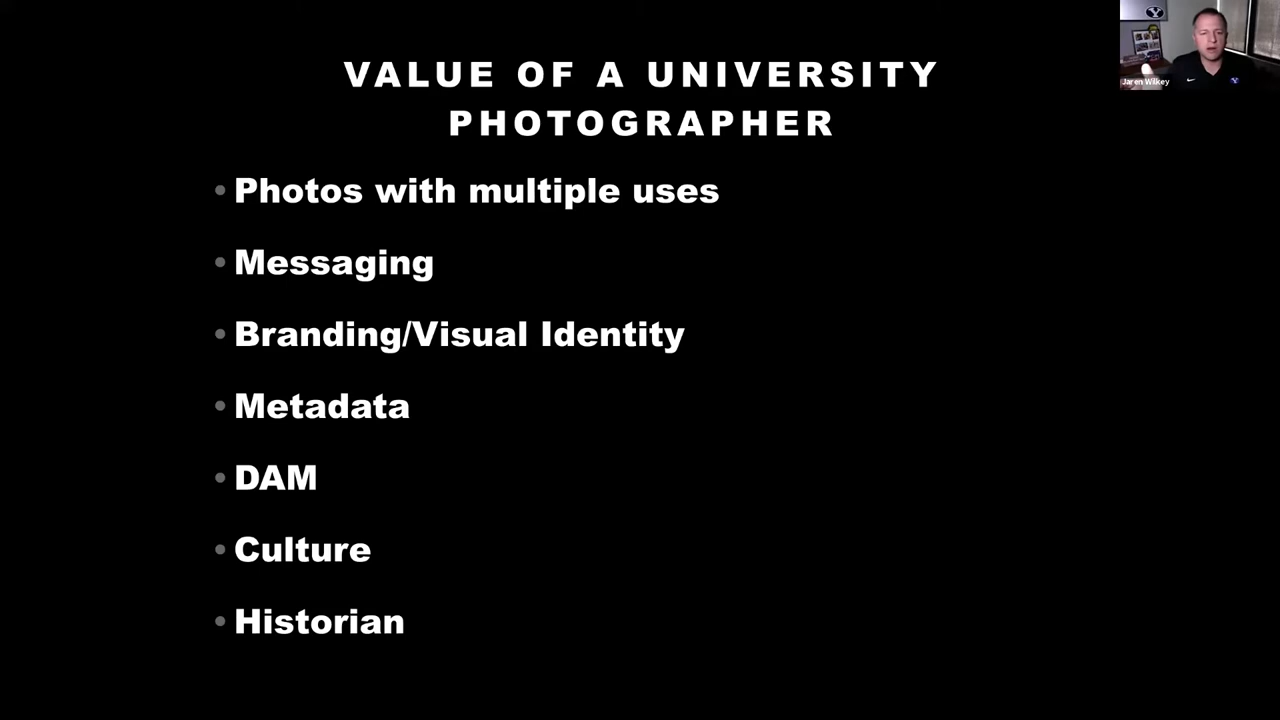 VALUE OF A UNIVERSITY
PHOTOGRAPHER
• Photos with multiple uses
• Messaging
• Branding/Visual Identity
• Metadata
• DAM
• Culture
• Historian
Jaren Wilkey